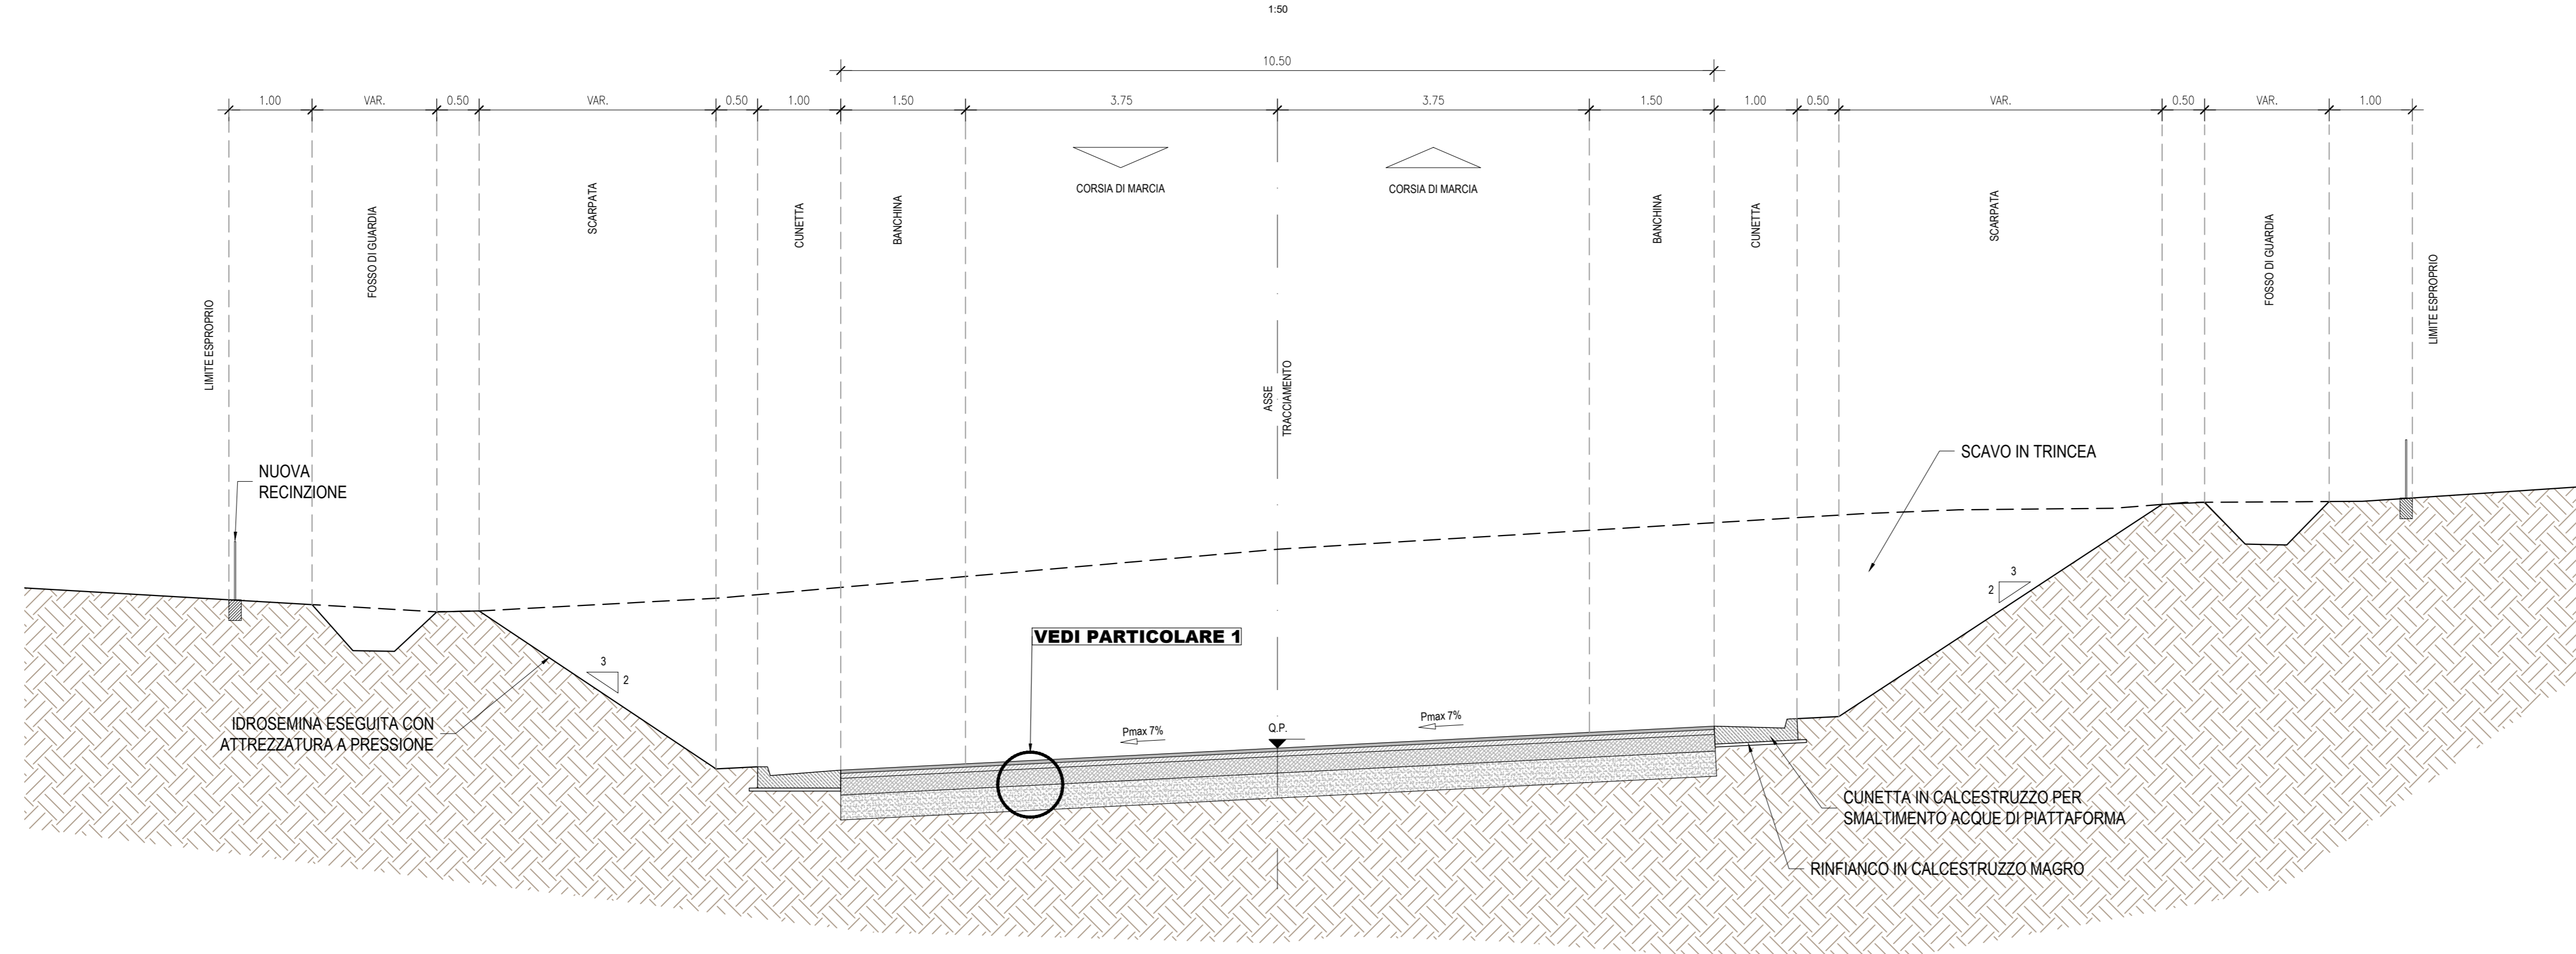 1:50
10.50
1.00 VAR. 0.50 VAR. 0.50 1.00 1.50 3.75 3.75 1.50 1.00 0.50 VAR. 0.50 VAR. 1.00
LIMITE ESPROPRIO
FOSSO DI GUARDIA
SCARPATA
CUNETTA
BANCHINA
CORSIA DI MARCIA
CORSIA DI MARCIA
BANCHINA
CUNETTA
SCARPATA
FOSSO DI GUARDIA
LIMITE ESPROPRIO
ASSE
TRACCIAMENTO
NUOVA
RECINZIONE
SCAVO IN TRINCEA
3
2
VEDI PARTICOLARE 1
3
2
IDROSEMINA ESEGUITA CON
ATTREZZATURA A PRESSIONE
Pmax 7%
Q.P.
Pmax 7%
CUNETTA IN CALCESTRUZZO PER
SMALTIMENTO ACQUE DI PIATTAFORMA
RINFIANCO IN CALCESTRUZZO MAGRO